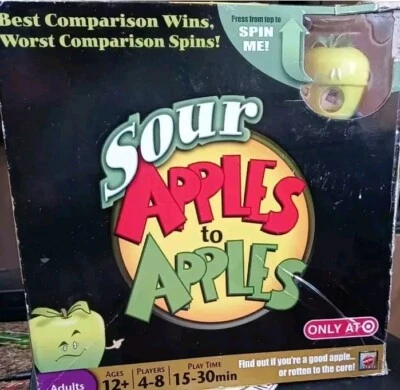 Best Comparison Wins,
Worst Comparison Spins!
Press from top to
SPIN
ME!
Sour
APPLES
to
APPLES
ONLY AT
Adults
AGES
12+
PLAYERS
4-8
PLAY TIME
15-30min
Find out if you're a good apple...
or rotten to the core!